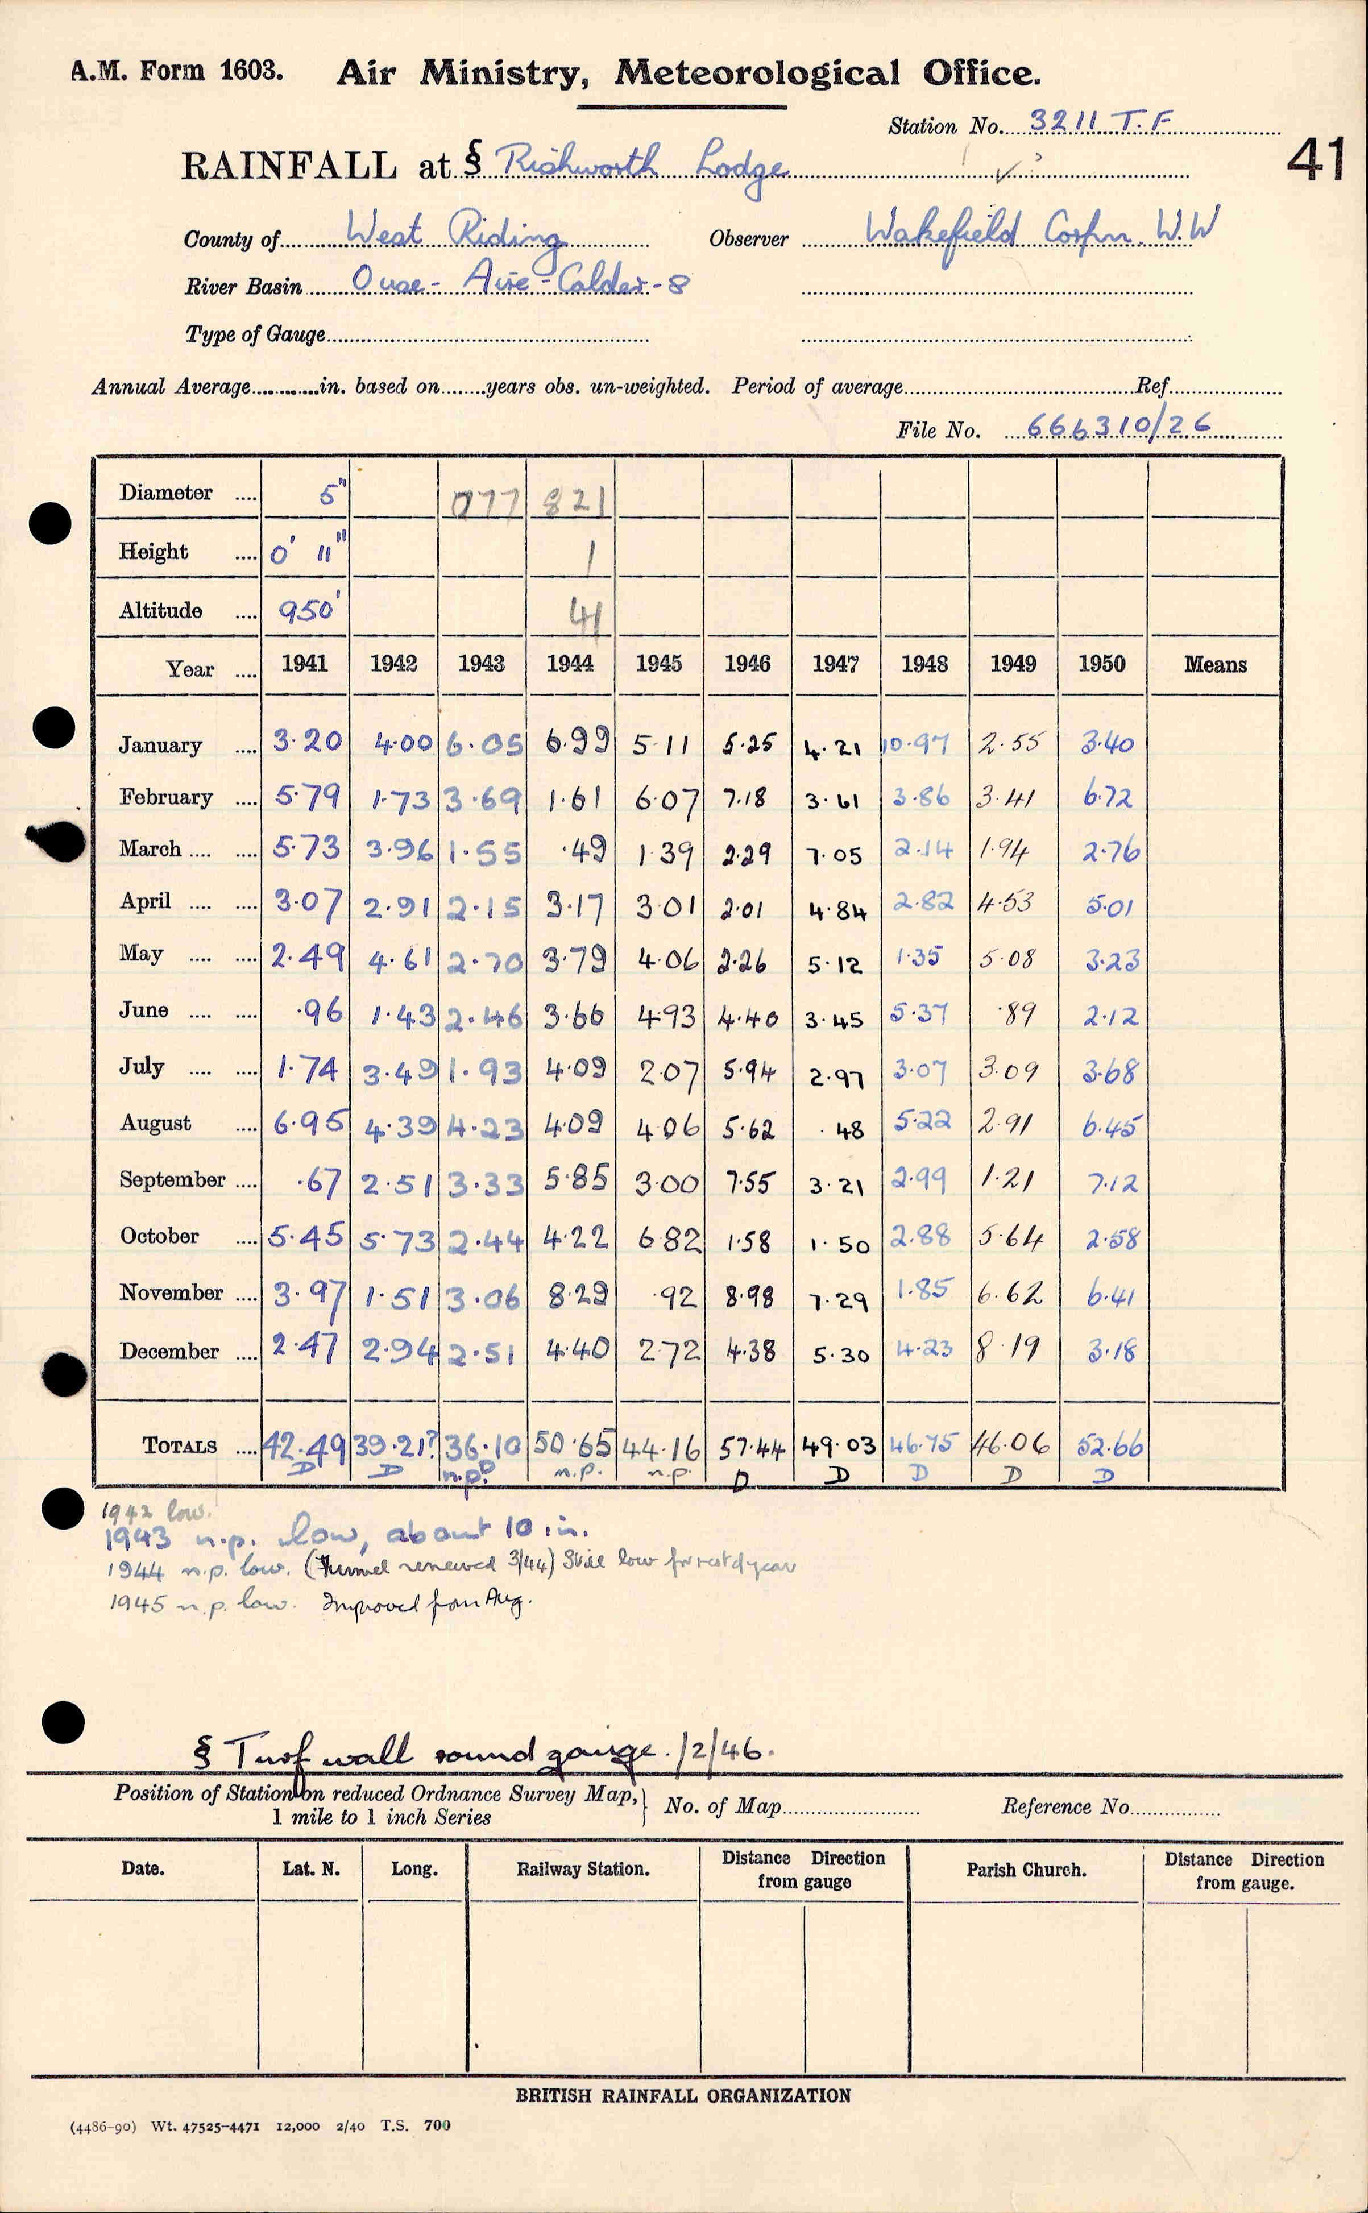 A.M. Form 1603. Air Ministry, Meteorological Office.
Station No. 3211 T.F
41
RAINFALL at § Rishworth Lodge
County of West Riding Observer Wakefield Corpn. W.W
River Basin Ouse - Aire - Calder - 8
Type of Gauge
Annual Average in. based on years obs. un-weighted. Period of average Ref.
File No. 666310/26
Diameter 5" 077 821
Height 0' 11" 1
Altitude 950' 41
Year 1941 1942 1943 1944 1945 1946 1947 1948 1949 1950 Means
January 3.20 4.00 6.05 6.99 5.11 5.25 4.21 10.97 2.55 3.40
February 5.79 1.73 3.69 1.61 6.07 7.18 3.61 3.86 3.41 6.72
March 5.73 3.96 1.55 .49 1.39 2.29 7.05 2.14 1.94 2.76
April 3.07 2.91 2.15 3.17 3.01 2.01 4.84 2.82 4.53 5.01
May 2.49 4.61 2.70 3.79 4.06 2.26 5.12 1.35 5.08 3.23
June .96 1.43 2.46 3.66 4.93 4.40 3.45 5.37 .89 2.12
July 1.74 3.49 1.93 4.09 2.07 5.94 2.97 3.07 3.09 3.68
August 6.95 4.39 4.23 4.09 4.06 5.62 .48 5.22 2.91 6.45
September .67 2.51 3.33 5.85 3.00 7.55 3.21 2.99 1.21 7.12
October 5.45 5.73 2.44 4.22 6.82 1.58 1.50 2.88 5.64 2.58
November 3.97 1.51 3.06 8.29 .92 8.98 7.29 1.85 6.62 6.41
December 2.47 2.94 2.51 4.40 2.72 4.38 5.30 4.23 8.19 3.18
TOTALS 42.49 39.21? 36.10 50.65 44.16 57.44 49.03 46.75 46.06 52.66
D D n.p.? n.p. n.p. D D D D D
1942 low.
1943 n.p. low, about 10 in.
1944 n.p. low. (Funnel renewed 3/44) Still low for rest of year
1945 n.p. low. Improved from Aug.
§ Turf wall round gauge. /2/46.
Position of Station on reduced Ordnance Survey Map, 1 mile to 1 inch Series } No. of Map Reference No.
Date. Lat. N. Long. Railway Station. Distance Direction from gauge Parish Church. Distance Direction from gauge.
BRITISH RAINFALL ORGANIZATION
(4486-90) Wt. 47525-4471 12,000 2/40 T.S. 700